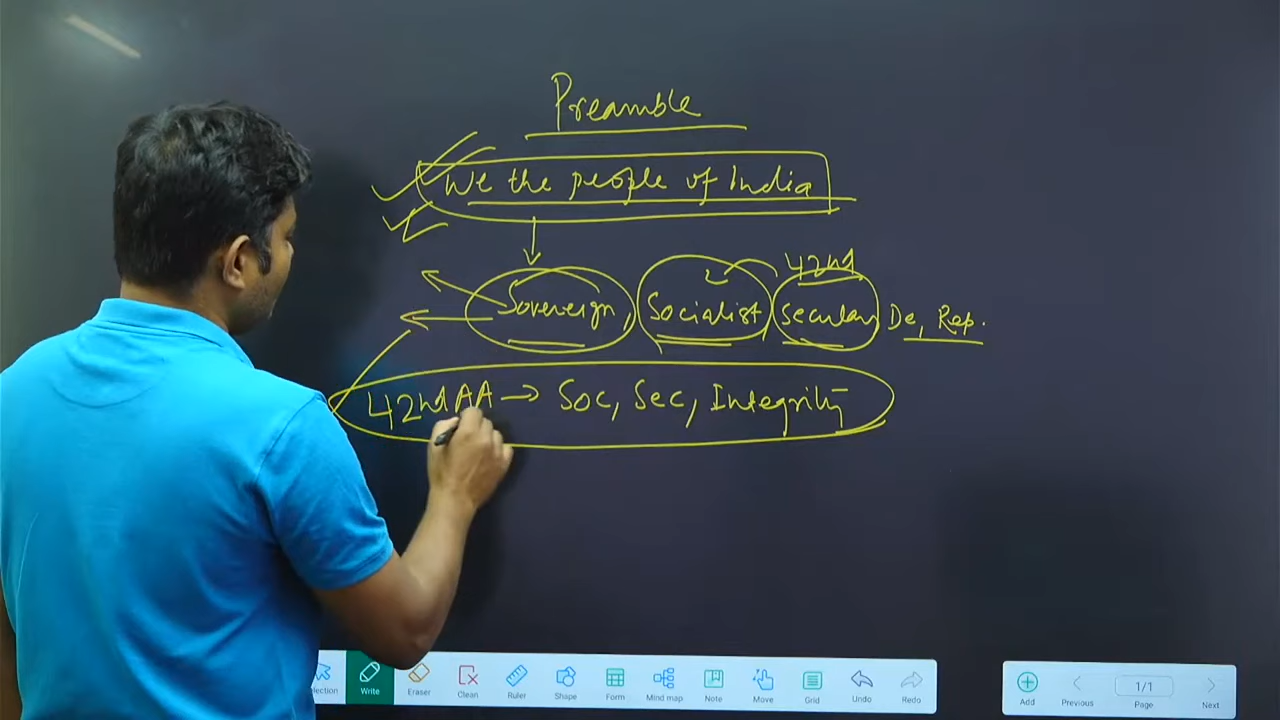 Preamble
We the people of India
42nd
Sovereign, Socialist Secular De, Rep.
42nd AA → Soc, Sec, Integrity
Write Eraser Clean Ruler Shape Form Mind map Note Move Grid Undo Redo
1/1
Add Previous Page Next